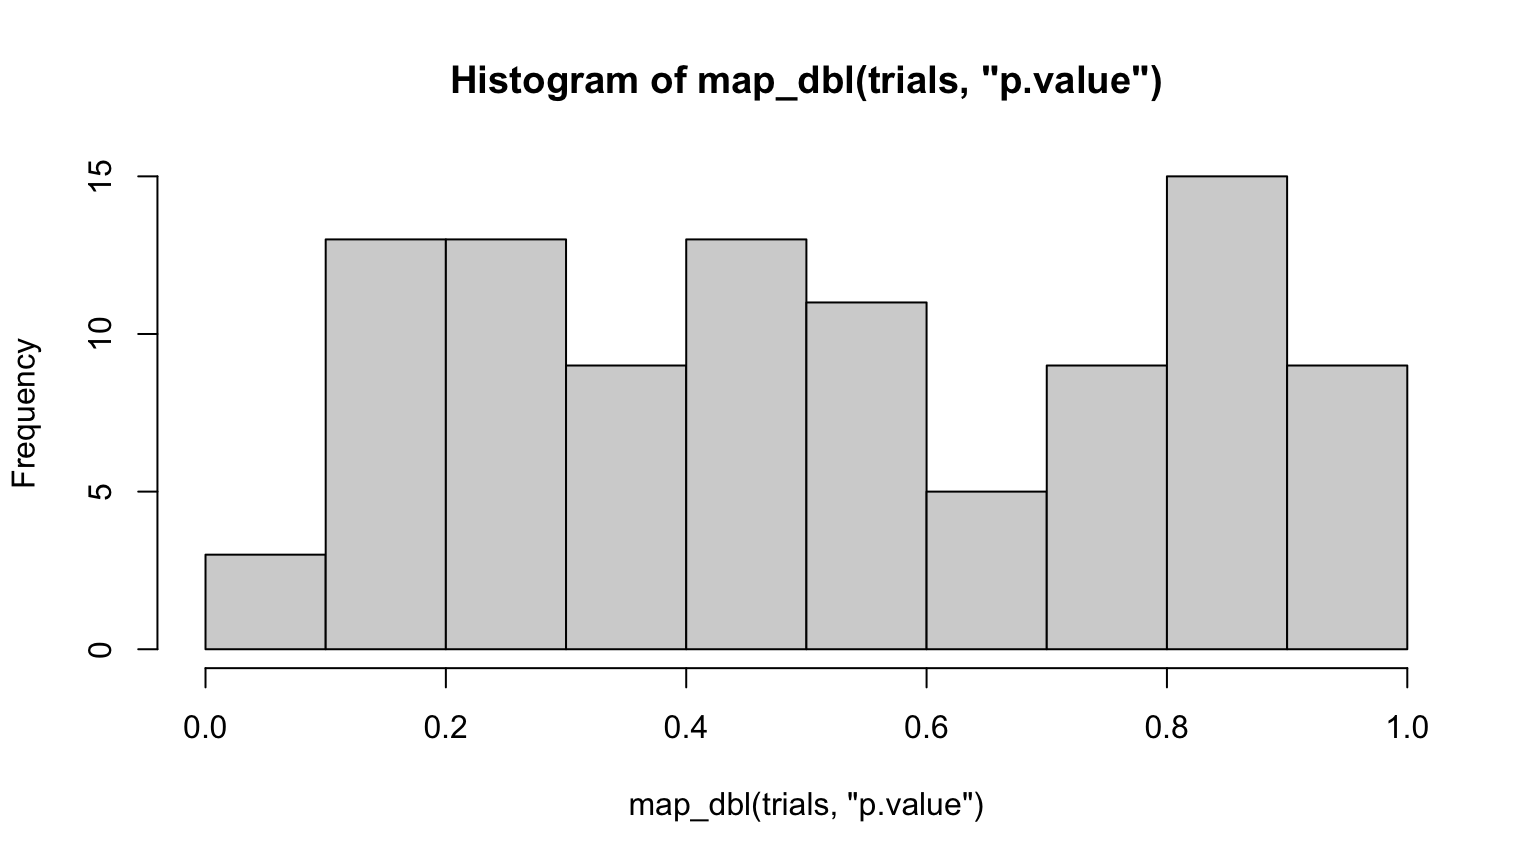 Histogram of map_dbl(trials, "p.value")
Frequency
15
10
5
0
0.0 0.2 0.4 0.6 0.8 1.0
map_dbl(trials, "p.value")